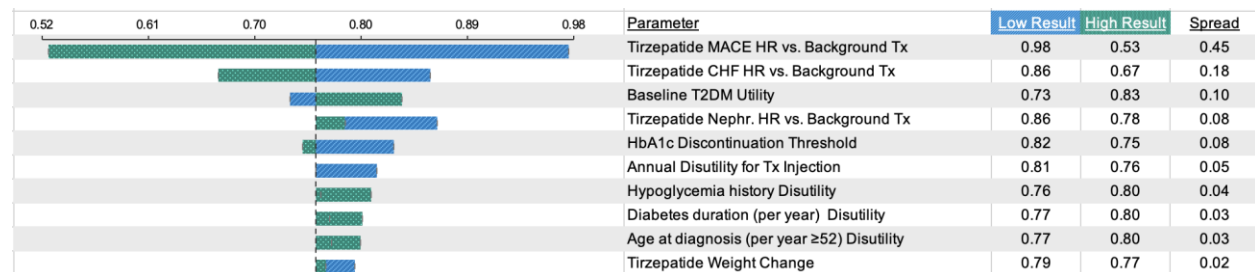 0.52 0.61 0.70 0.80 0.89 0.98 Parameter Low Result High Result Spread
Tirzepatide MACE HR vs. Background Tx 0.98 0.53 0.45
Tirzepatide CHF HR vs. Background Tx 0.86 0.67 0.18
Baseline T2DM Utility 0.73 0.83 0.10
Tirzepatide Nephr. HR vs. Background Tx 0.86 0.78 0.08
HbA1c Discontinuation Threshold 0.82 0.75 0.08
Annual Disutility for Tx Injection 0.81 0.76 0.05
Hypoglycemia history Disutility 0.76 0.80 0.04
Diabetes duration (per year) Disutility 0.77 0.80 0.03
Age at diagnosis (per year ≥52) Disutility 0.77 0.80 0.03
Tirzepatide Weight Change 0.79 0.77 0.02